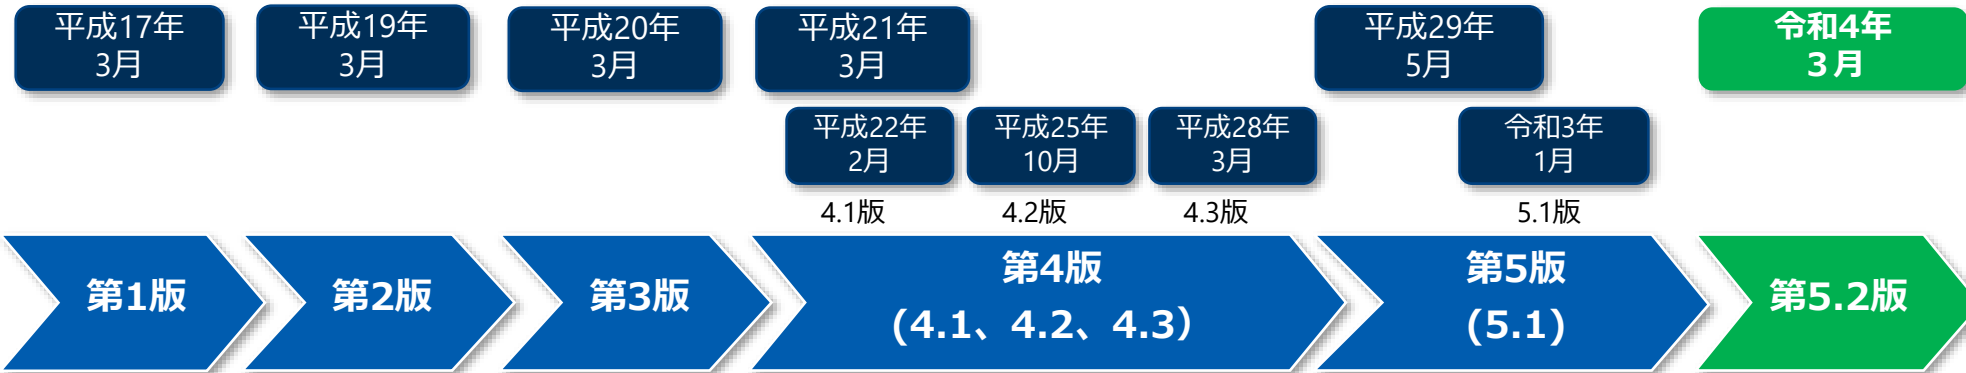 平成17年
3月
平成19年
3月
平成20年
3月
平成21年
3月
平成29年
5月
令和4年
３月
平成22年
2月
平成25年
10月
平成28年
3月
令和3年
1月
4.1版
4.2版
4.3版
5.1版
第1版
第2版
第3版
第4版
(4.1、4.2、4.3）
第5版
(5.1)
第5.2版